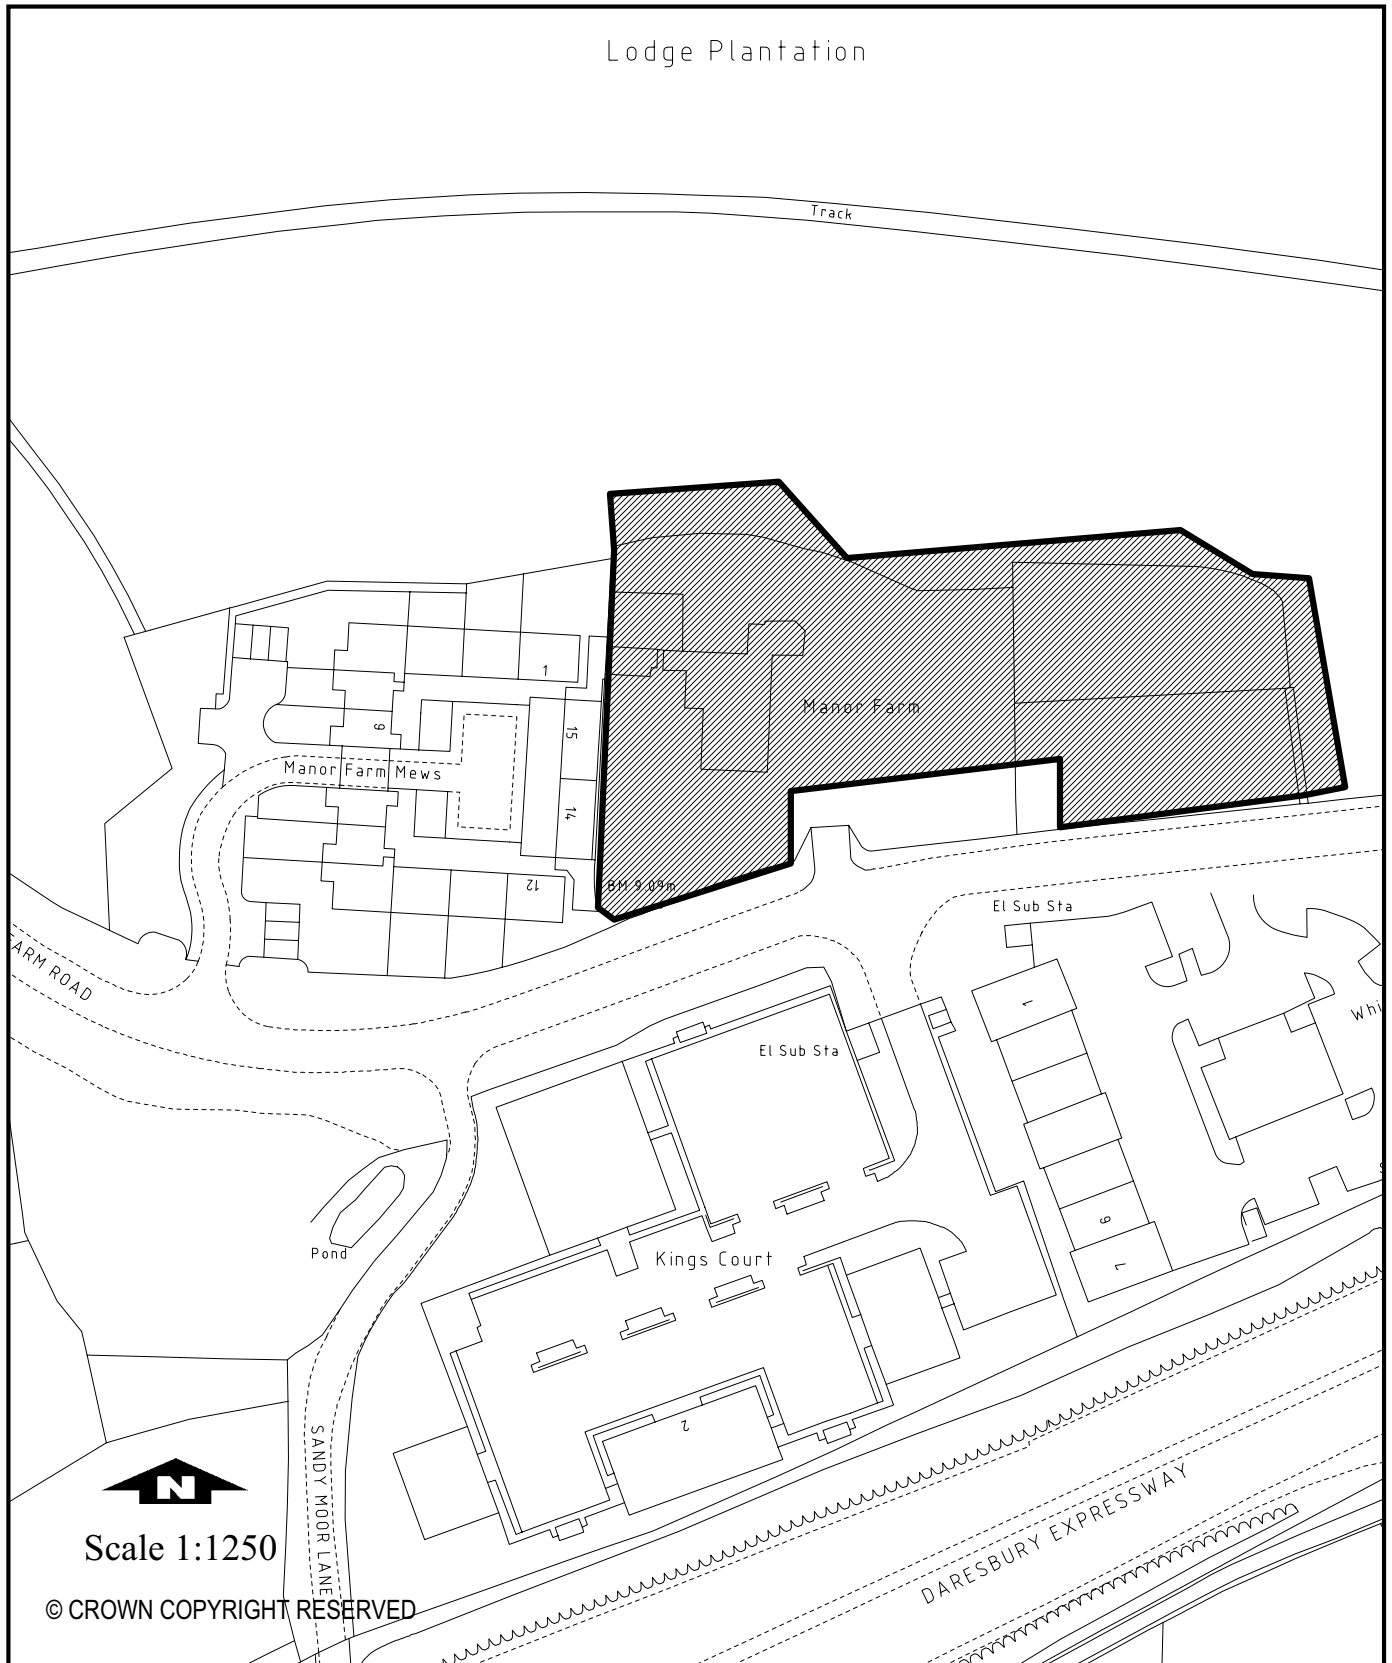 Lodge Plantation
Track
1
Manor Farm
15
9
Manor Farm Mews
14
12
BM 9.09m
El Sub Sta
ARM ROAD
1
Whi
El Sub Sta
Pond
Kings Court
6
7
2
SANDY MOOR LANE
DARESBURY EXPRESSWAY
N
Scale 1:1250
© CROWN COPYRIGHT RESERVED